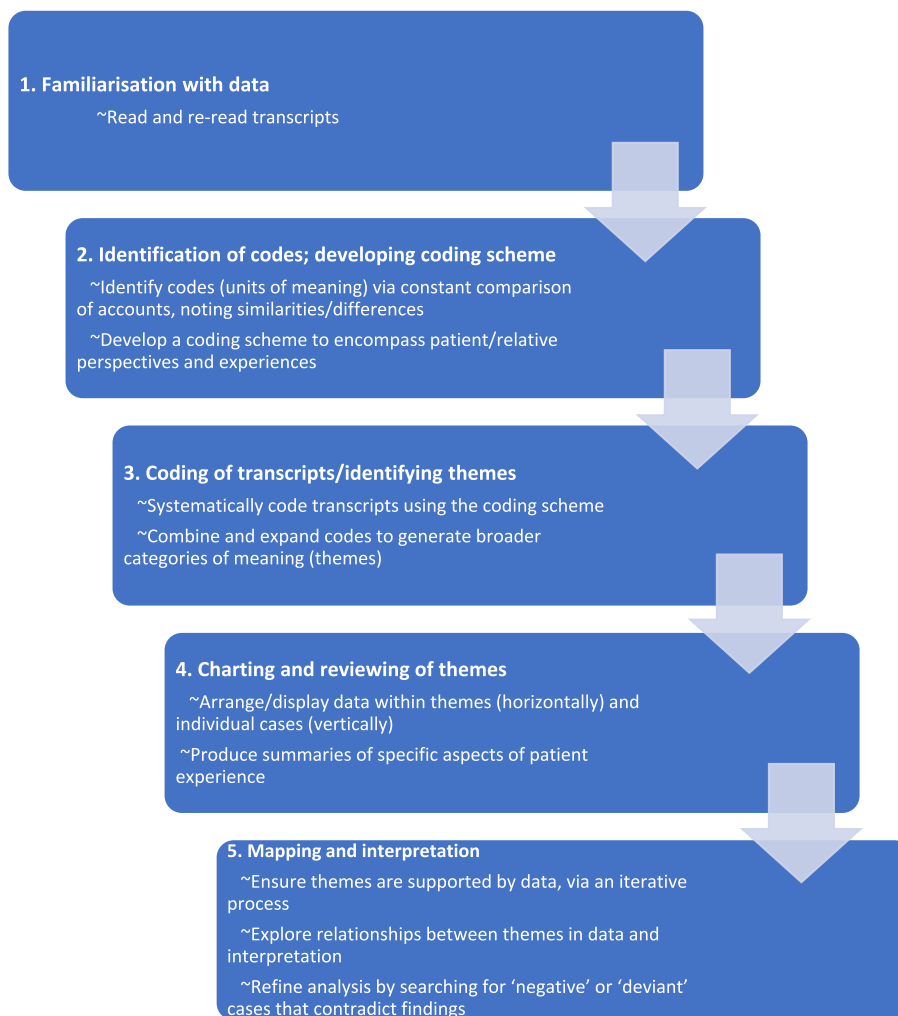 1. Familiarisation with data
~Read and re-read transcripts
2. Identification of codes; developing coding scheme
~Identify codes (units of meaning) via constant comparison
of accounts, noting similarities/differences
~Develop a coding scheme to encompass patient/relative
perspectives and experiences
3. Coding of transcripts/identifying themes
~Systematically code transcripts using the coding scheme
~Combine and expand codes to generate broader
categories of meaning (themes)
4. Charting and reviewing of themes
~Arrange/display data within themes (horizontally) and
individual cases (vertically)
~Produce summaries of specific aspects of patient
experience
5. Mapping and interpretation
~Ensure themes are supported by data, via an iterative
process
~Explore relationships between themes in data and
interpretation
~Refine analysis by searching for ‘negative’ or ‘deviant’
cases that contradict findings